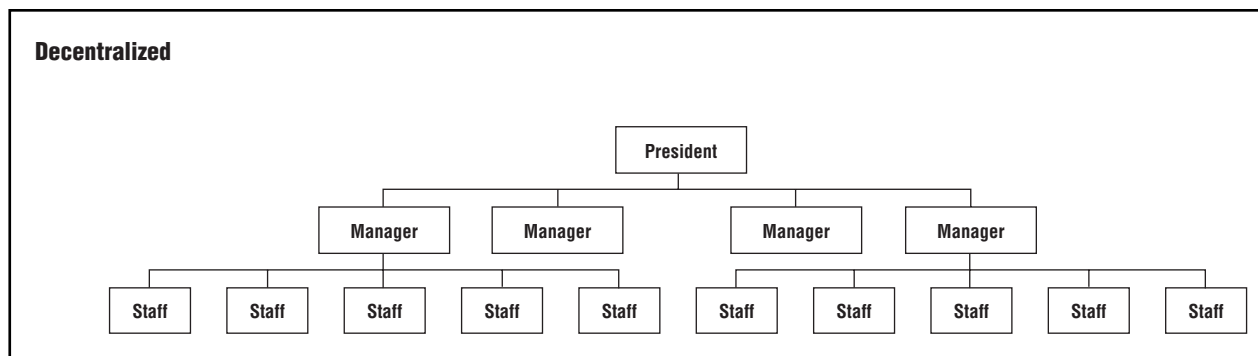 Decentralized
President
Manager Manager Manager Manager
Staff Staff Staff Staff Staff Staff Staff Staff Staff Staff